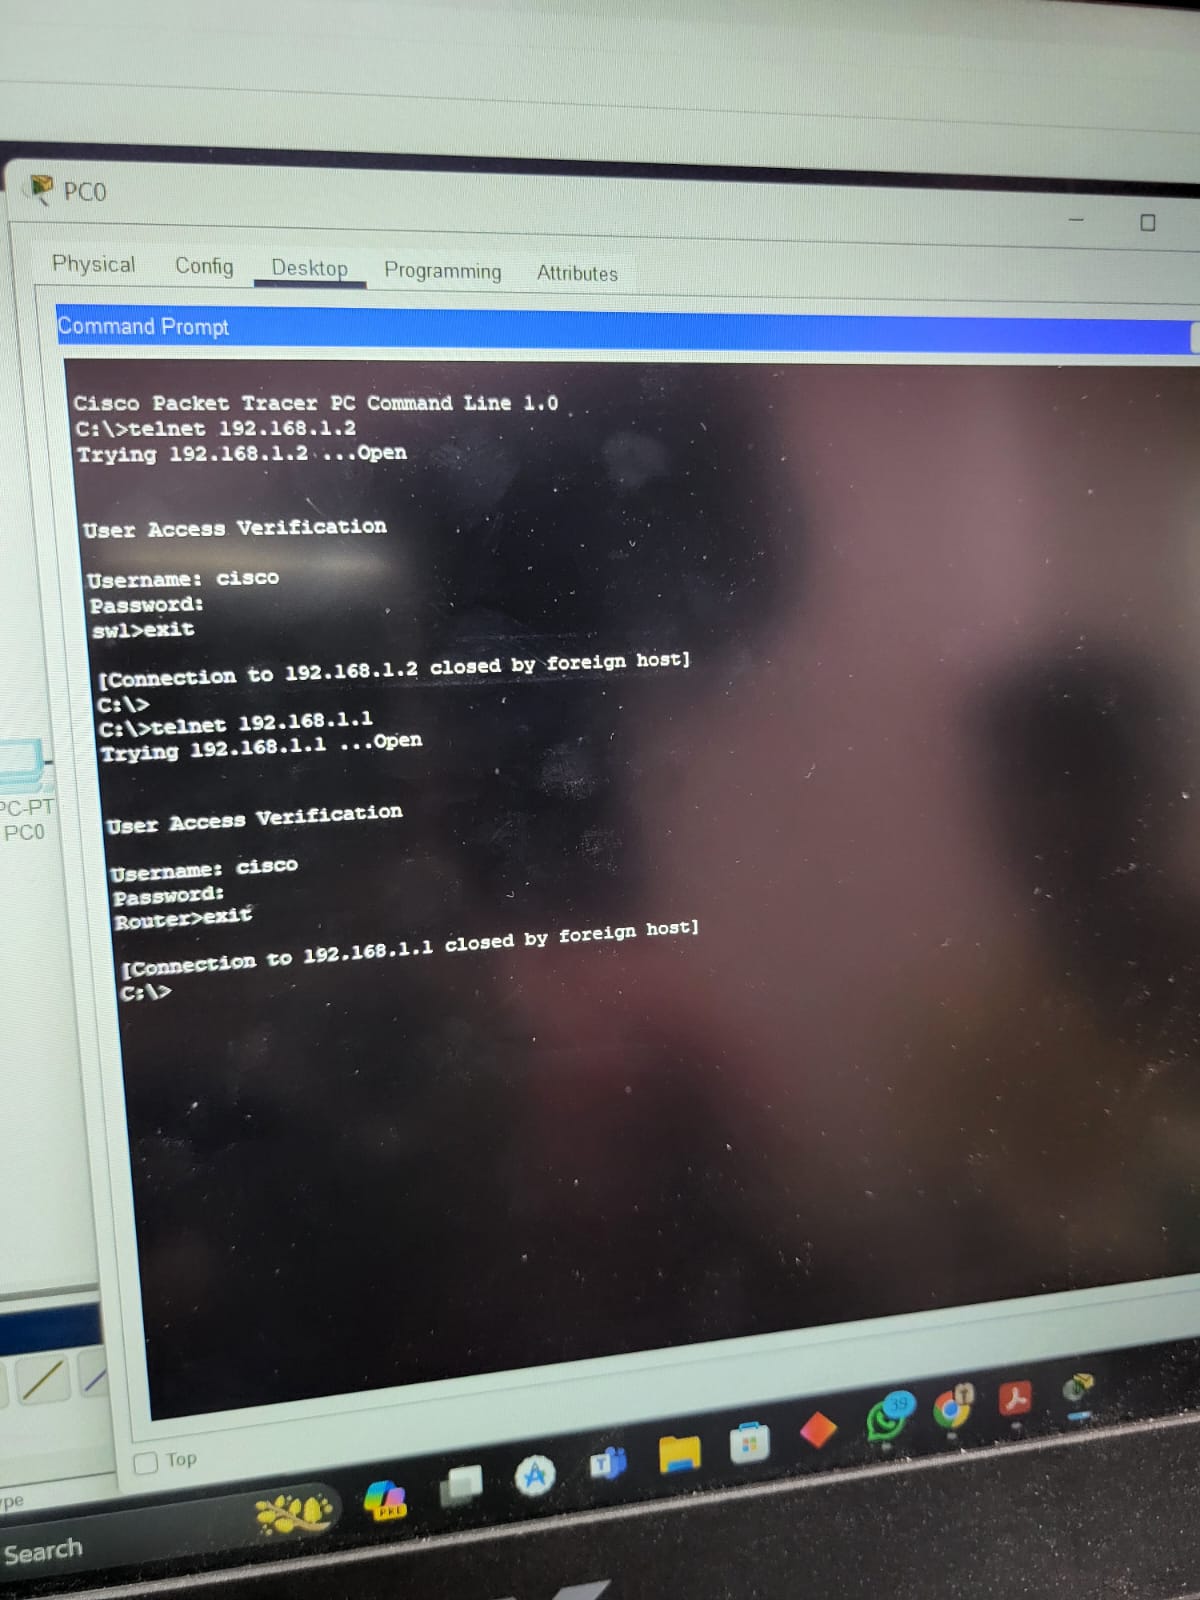 PC0
Physical Config Desktop Programming Attributes
Command Prompt
Cisco Packet Tracer PC Command Line 1.0
C:\>telnet 192.168.1.2
Trying 192.168.1.2 ...Open
User Access Verification
Username: cisco
Password:
sw1>exit
[Connection to 192.168.1.2 closed by foreign host]
C:\>
C:\>telnet 192.168.1.1
Trying 192.168.1.1 ...Open
User Access Verification
Username: cisco
Password:
Router>exit
[Connection to 192.168.1.1 closed by foreign host]
C:\>
PC-PT
PC0
Top
Search
39
PRE
T